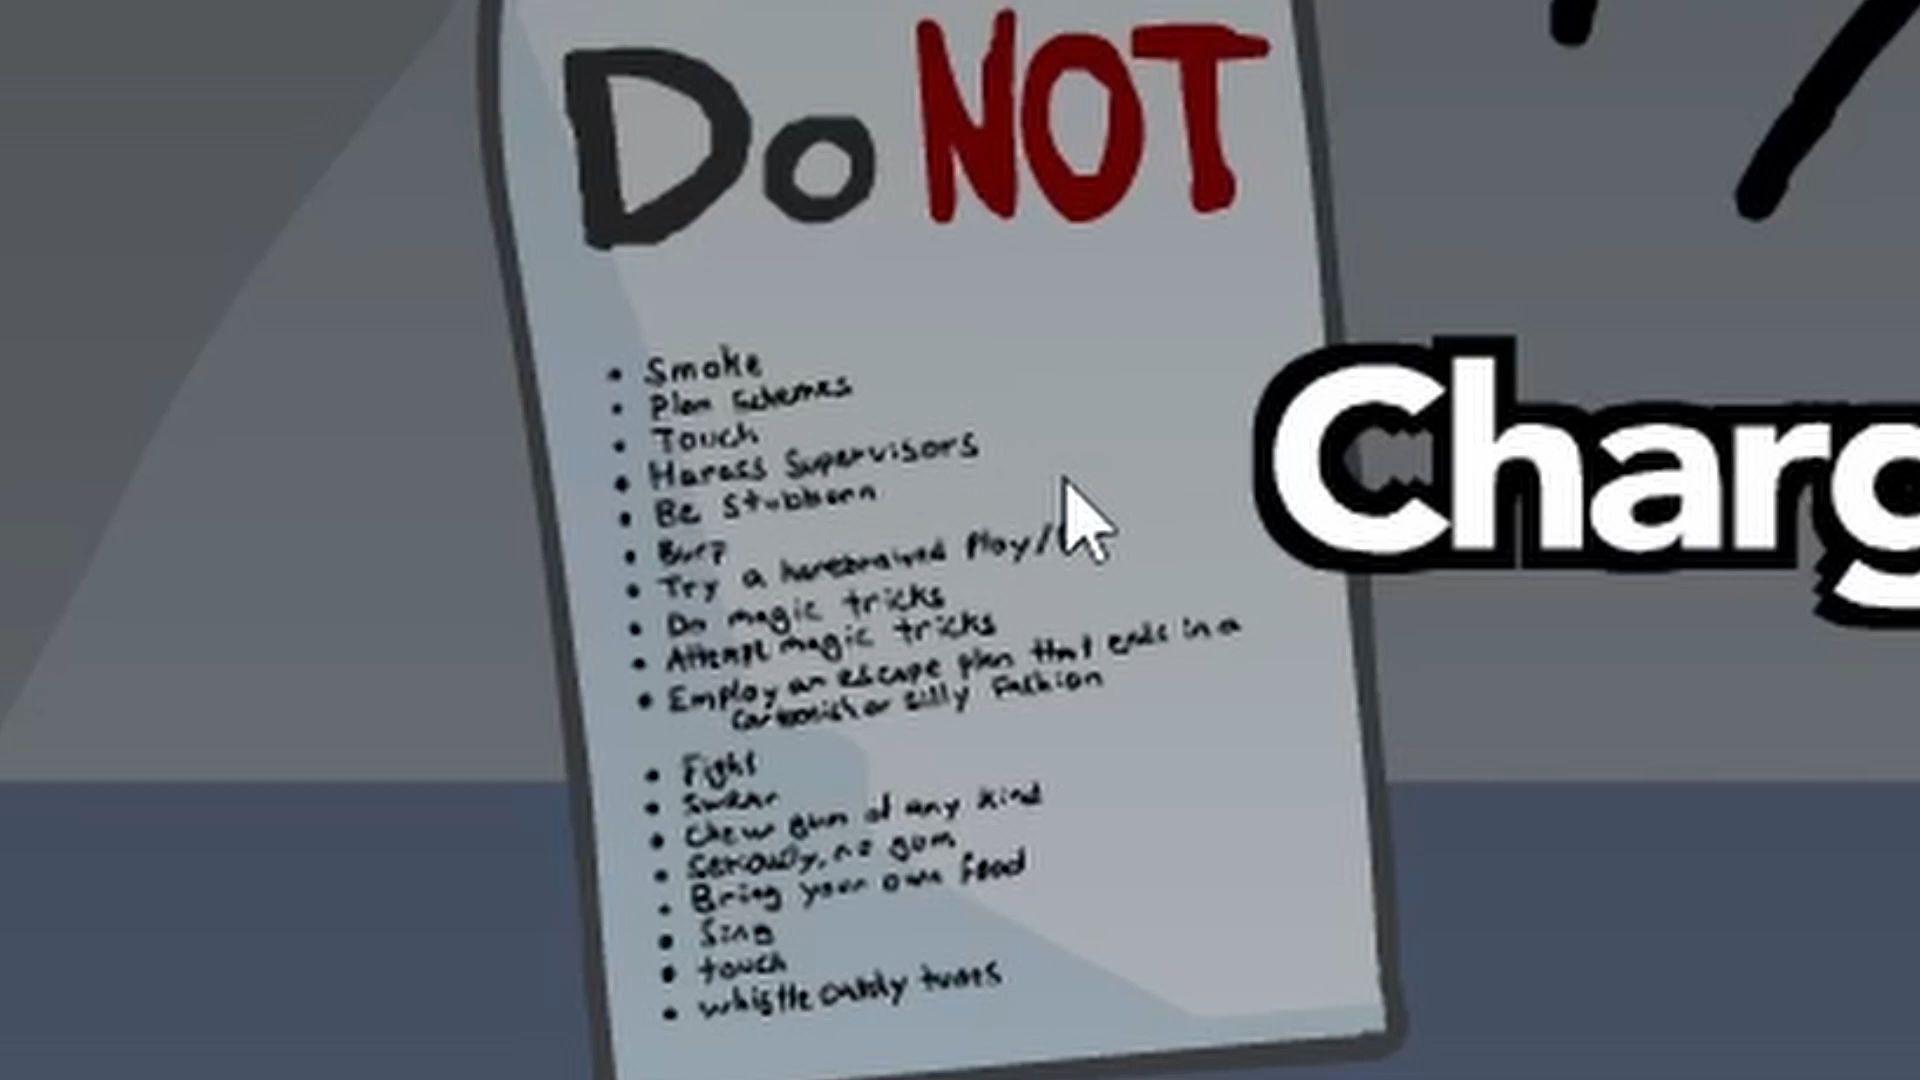 Do NOT
• Smoke
• Plan Schemes
• Touch
• Harass Supervisors
• Be Stubborn
• Burp
• Try a harebrained Ploy/
• Do magic tricks
• Attempt magic tricks
• Employ an escape plan that ends in a
Cartoonish or Silly Fashion
Charg
• Fight
• Swear
• Chew gum of any kind
• Seriously, no gum
• Bring your own food
• Sing
• touch
• whistle catchy tunes